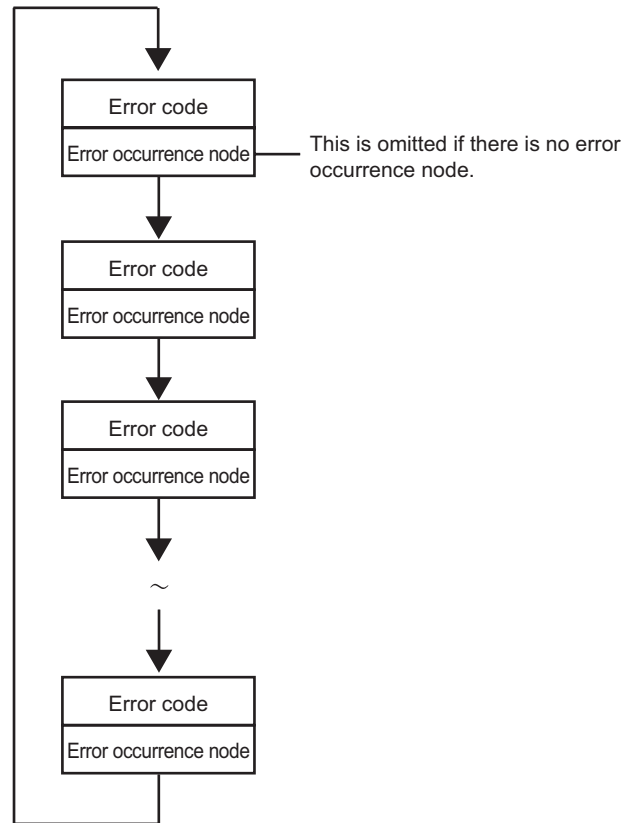 Error code
Error occurrence node
This is omitted if there is no error
occurrence node.
Error code
Error occurrence node
Error code
Error occurrence node
~
Error code
Error occurrence node